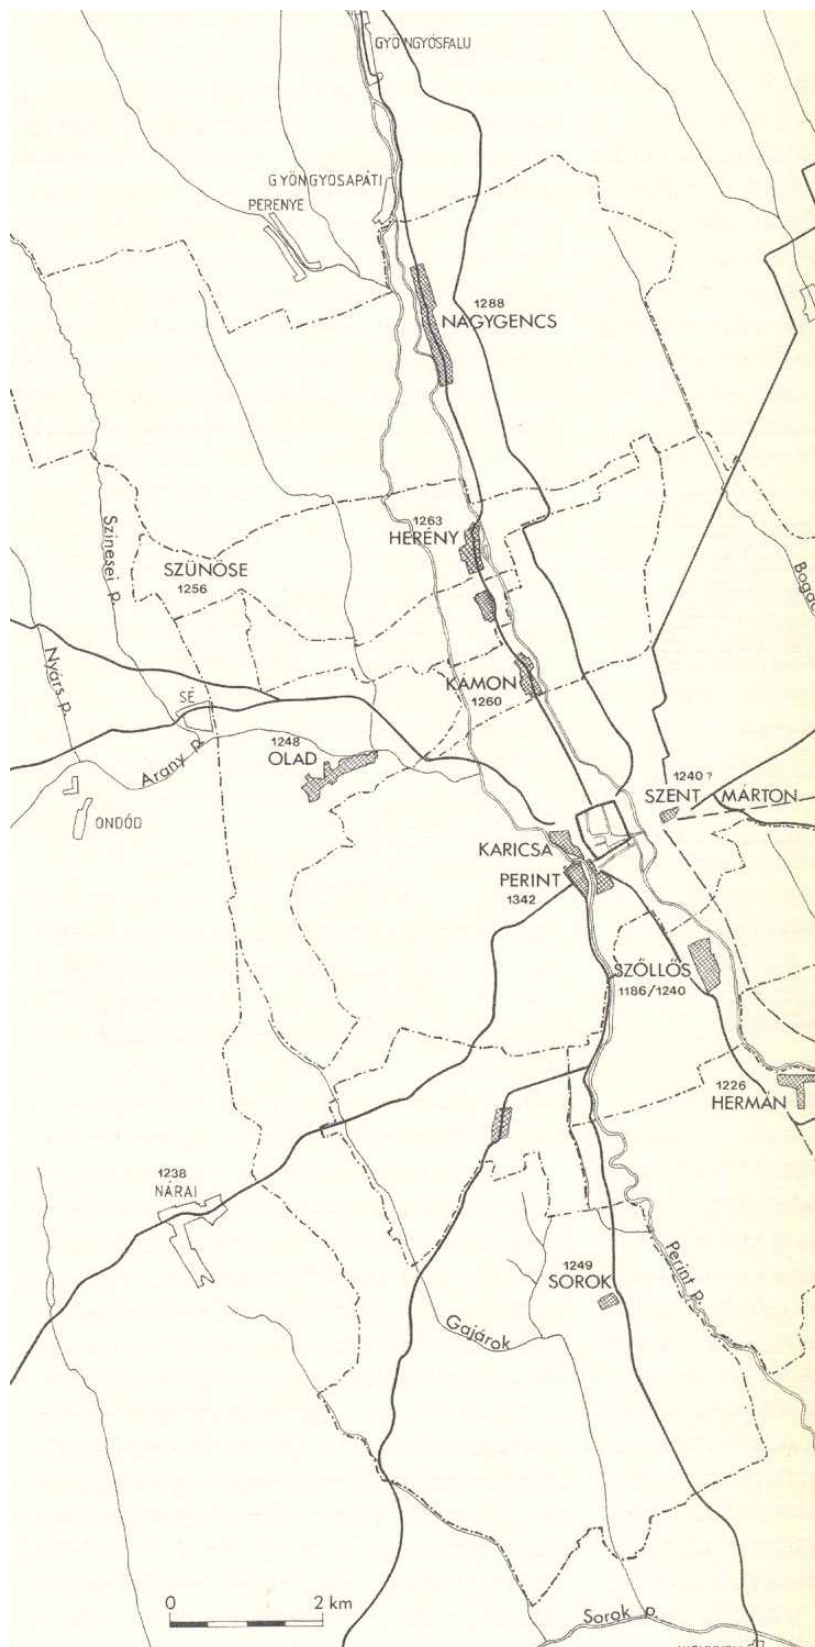 GYÖNGYÖSFALU
GYÖNGYÖSAPÁTI
PERENYE
1288
NAGYGENCS
1263
HERÉNY
Szinesei p.
SZÜNÖSE
1256
Nyárs p.
KÁMON
1260
SÉ
Arany p.
1248
OLAD
ONDÓD
1240 ?
SZENT MÁRTON
KARICSA
PERINT
1342
SZŐLLŐS
1186/1240
1226
HERMÁN
1238
NÁRAI
Perint p.
1249
SOROK
Gajárok
0 2 km
Sorok p.